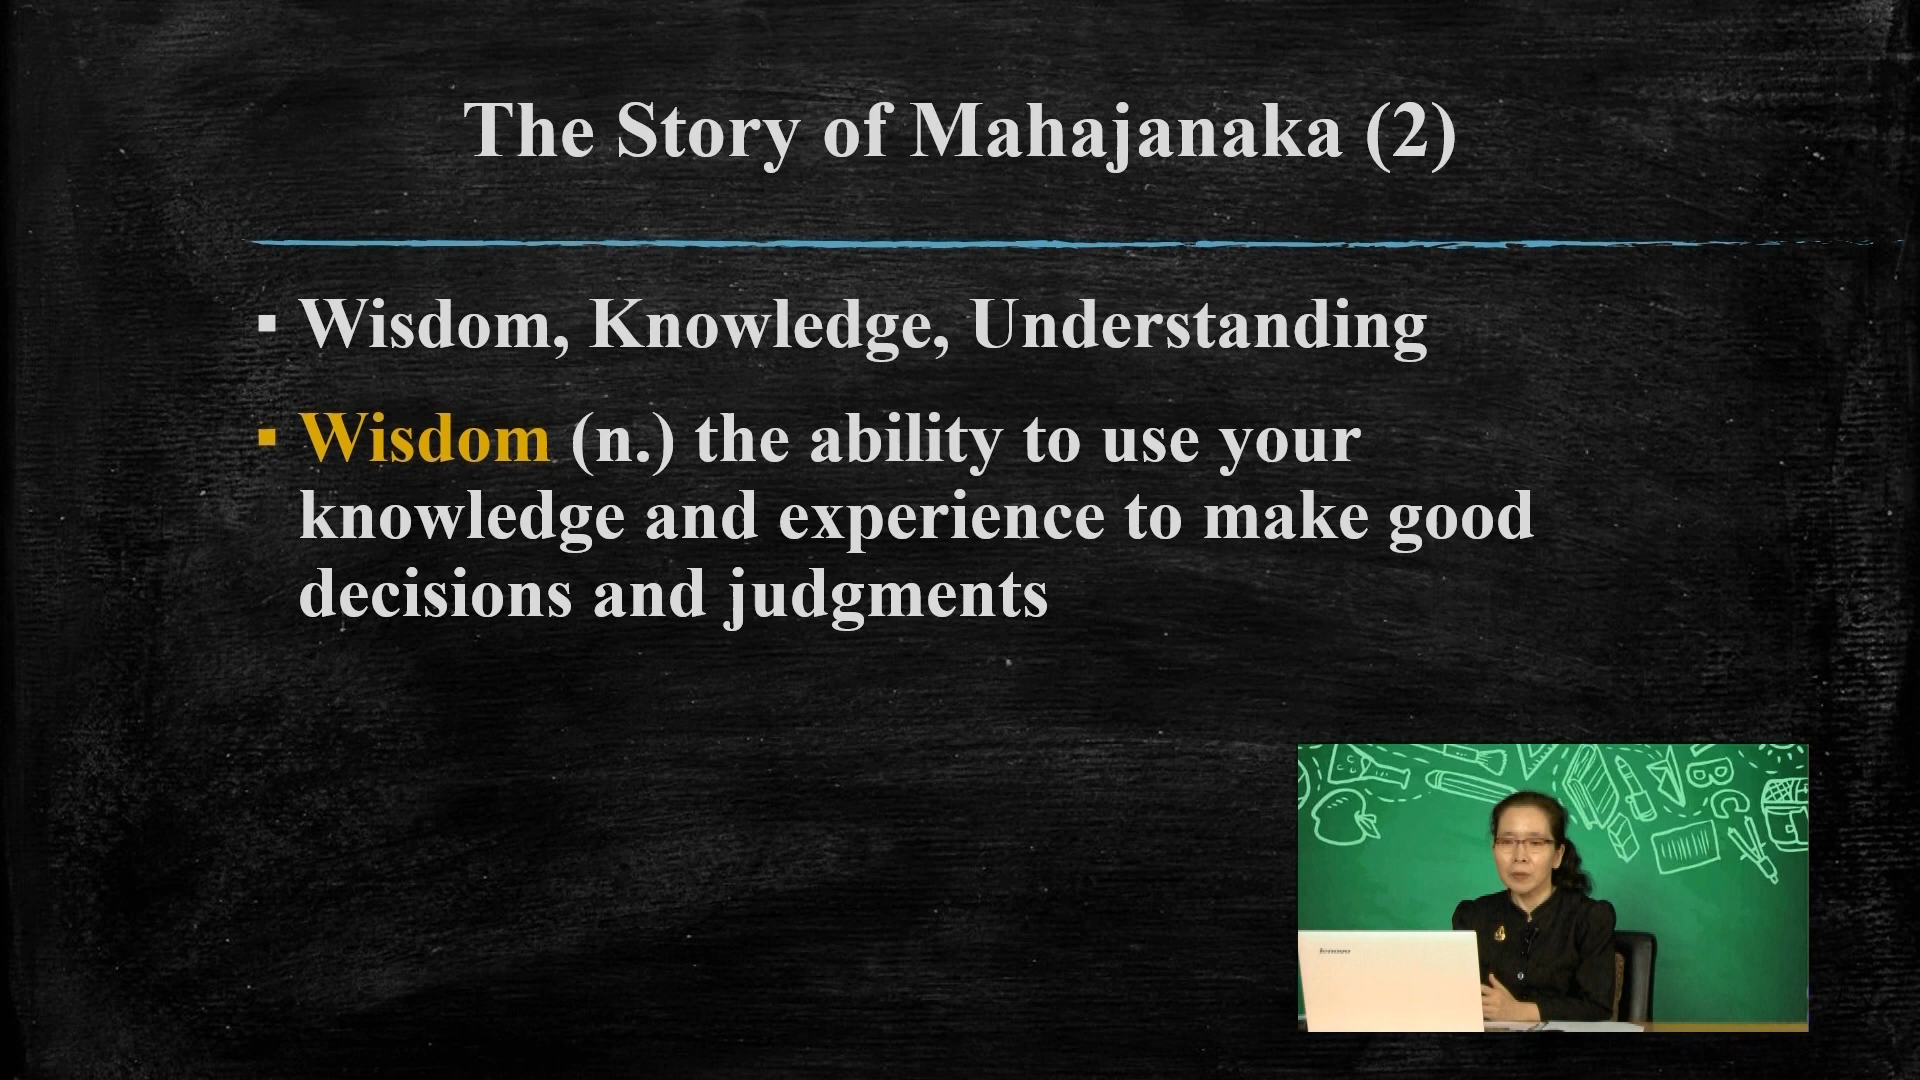 The Story of Mahajanaka (2)
▪ Wisdom, Knowledge, Understanding
▪ Wisdom (n.) the ability to use your
knowledge and experience to make good
decisions and judgments
lenovo